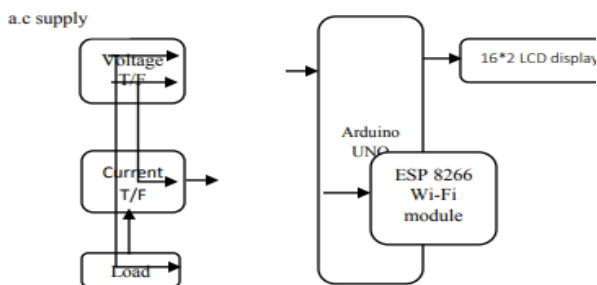 a.c supply
Voltage
T/F
Current
T/F
Load
Arduino
UNO
16*2 LCD display
ESP 8266
Wi-Fi
module